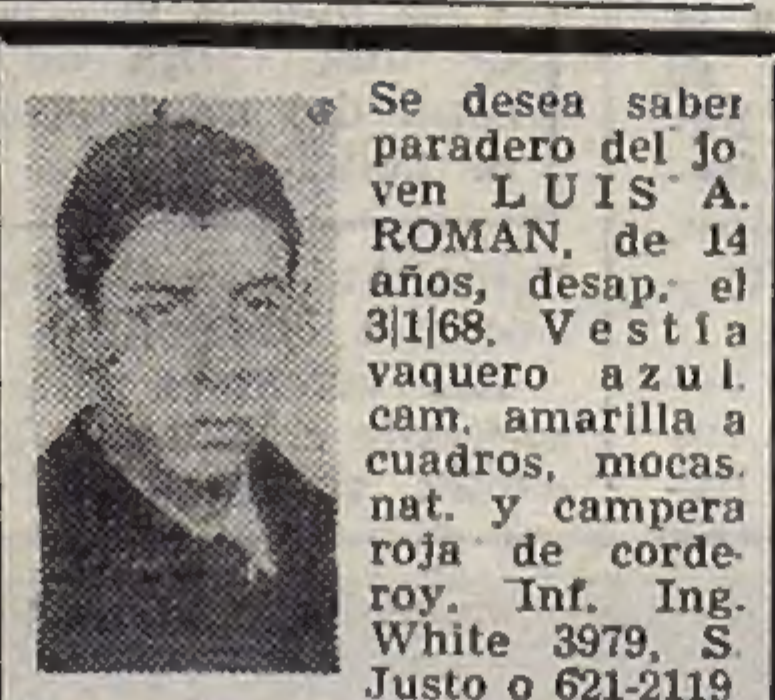 Se desea saber
paradero del jo
ven LUIS A.
ROMAN, de 14
años, desap. el
3|1|68. Vestía
vaquero azul.
cam. amarilla a
cuadros, mocas.
nat. y campera
roja de corde-
roy. Inf. Ing.
White 3979, S.
Justo o 621-2119